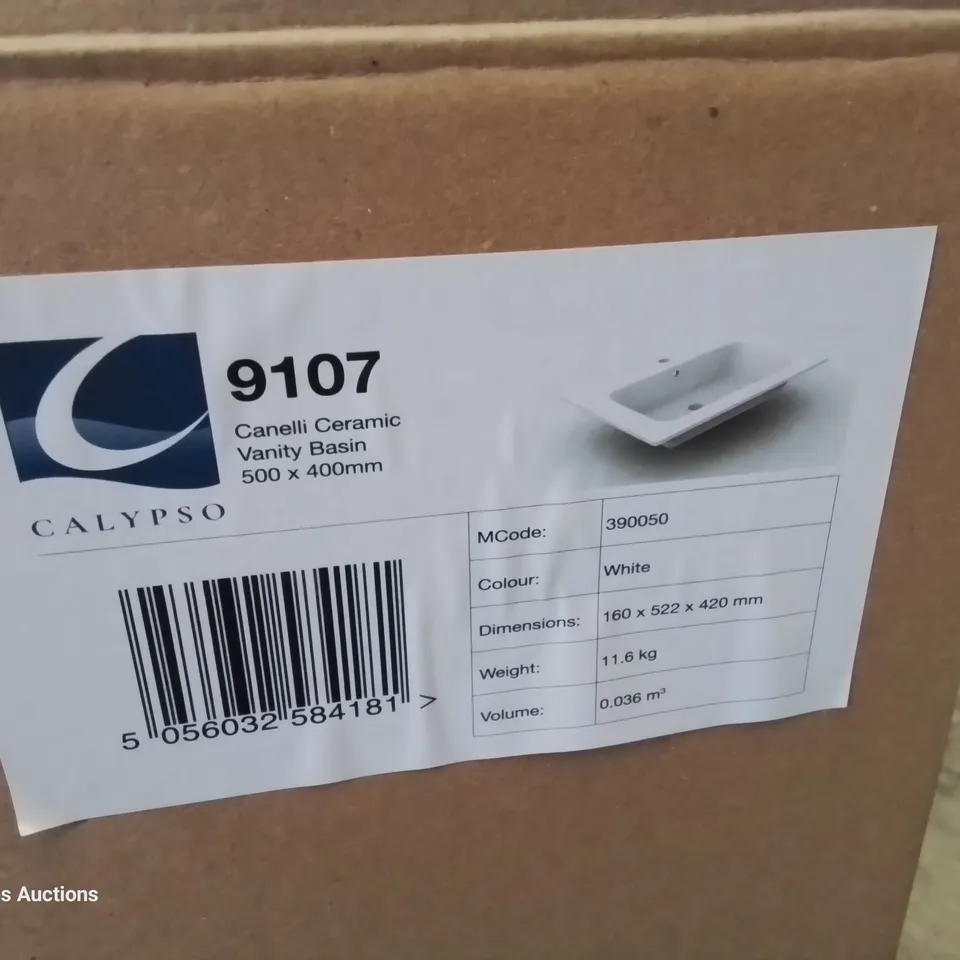 9107
Canelli Ceramic
Vanity Basin
500 x 400mm
CALYPSO
MCode: 390050
Colour: White
Dimensions: 160 x 522 x 420 mm
Weight: 11.6 kg
Volume: 0.036 m³
5 056032 584181 >
s Auctions